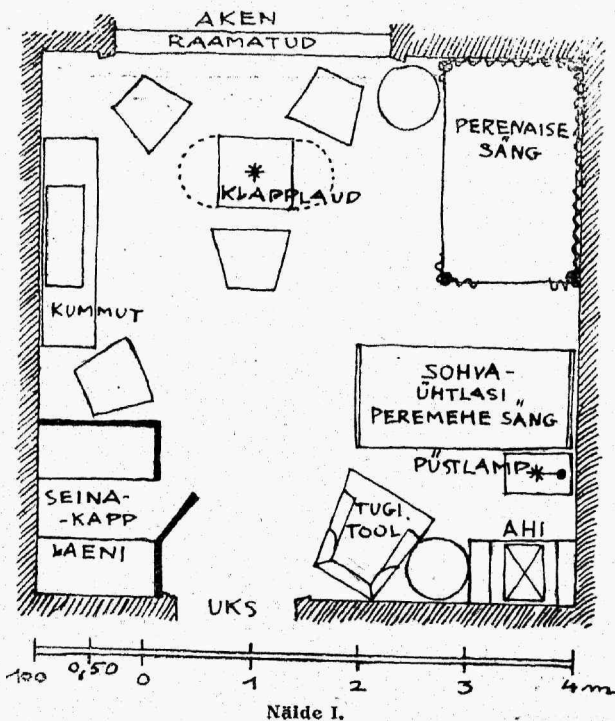 AKEN
RAAMATUD
PERENAISE
SÄNG
KLAPPLAUD
KUMMUT
SOHVA-
ÜHTLASI
PEREMEHE SÄNG
PÜSTLAMP
SEINA-
-KAPP
LAENI
TUGI
TOOL
AHI
UKS
100 0,50 0 1 2 3 4 m
Näide I.